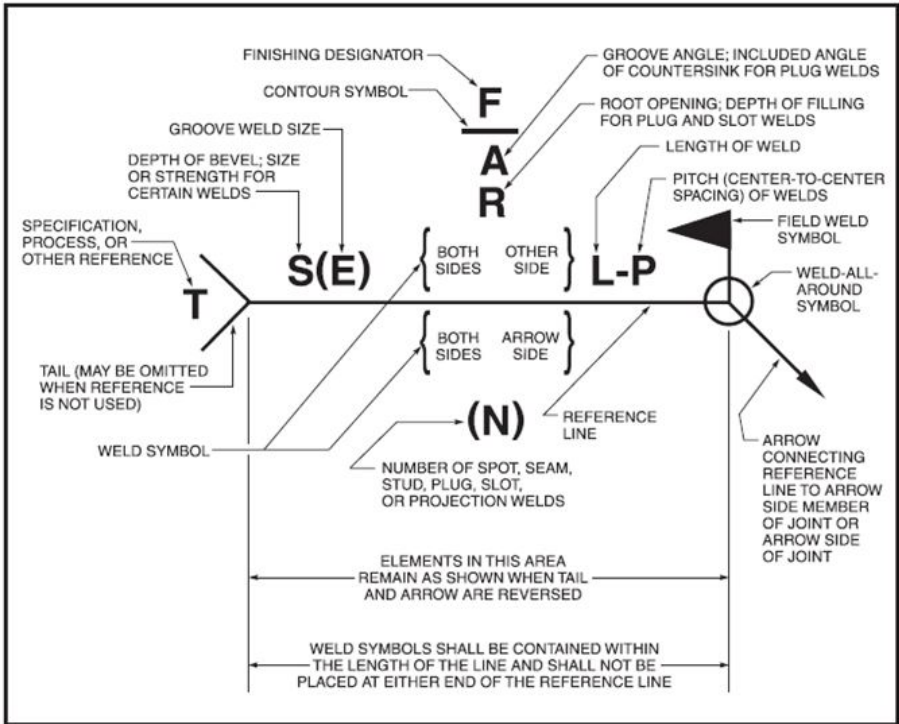 FINISHING DESIGNATOR
CONTOUR SYMBOL
GROOVE WELD SIZE
DEPTH OF BEVEL; SIZE
OR STRENGTH FOR
CERTAIN WELDS
SPECIFICATION,
PROCESS, OR
OTHER REFERENCE
F
A
R
GROOVE ANGLE; INCLUDED ANGLE
OF COUNTERSINK FOR PLUG WELDS
ROOT OPENING; DEPTH OF FILLING
FOR PLUG AND SLOT WELDS
LENGTH OF WELD
PITCH (CENTER-TO-CENTER
SPACING) OF WELDS
FIELD WELD
SYMBOL
WELD-ALL-
AROUND
SYMBOL
T
S(E)
BOTH
SIDES
OTHER
SIDE
L-P
BOTH
SIDES
ARROW
SIDE
TAIL (MAY BE OMITTED
WHEN REFERENCE
IS NOT USED)
WELD SYMBOL
(N)
NUMBER OF SPOT, SEAM,
STUD, PLUG, SLOT,
OR PROJECTION WELDS
REFERENCE
LINE
ARROW
CONNECTING
REFERENCE
LINE TO ARROW
SIDE MEMBER
OF JOINT OR
ARROW SIDE
OF JOINT
ELEMENTS IN THIS AREA
REMAIN AS SHOWN WHEN TAIL
AND ARROW ARE REVERSED
WELD SYMBOLS SHALL BE CONTAINED WITHIN
THE LENGTH OF THE LINE AND SHALL NOT BE
PLACED AT EITHER END OF THE REFERENCE LINE